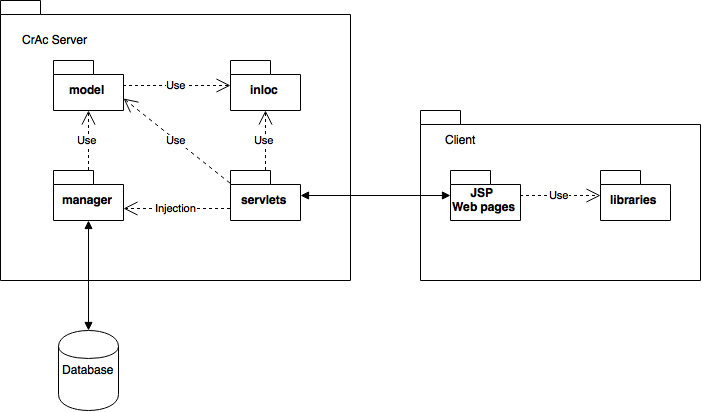 CrAc Server
model
Use
inloc
Client
Use
Use
Use
manager
Injection
servlets
JSP
Web pages
Use
libraries
Database